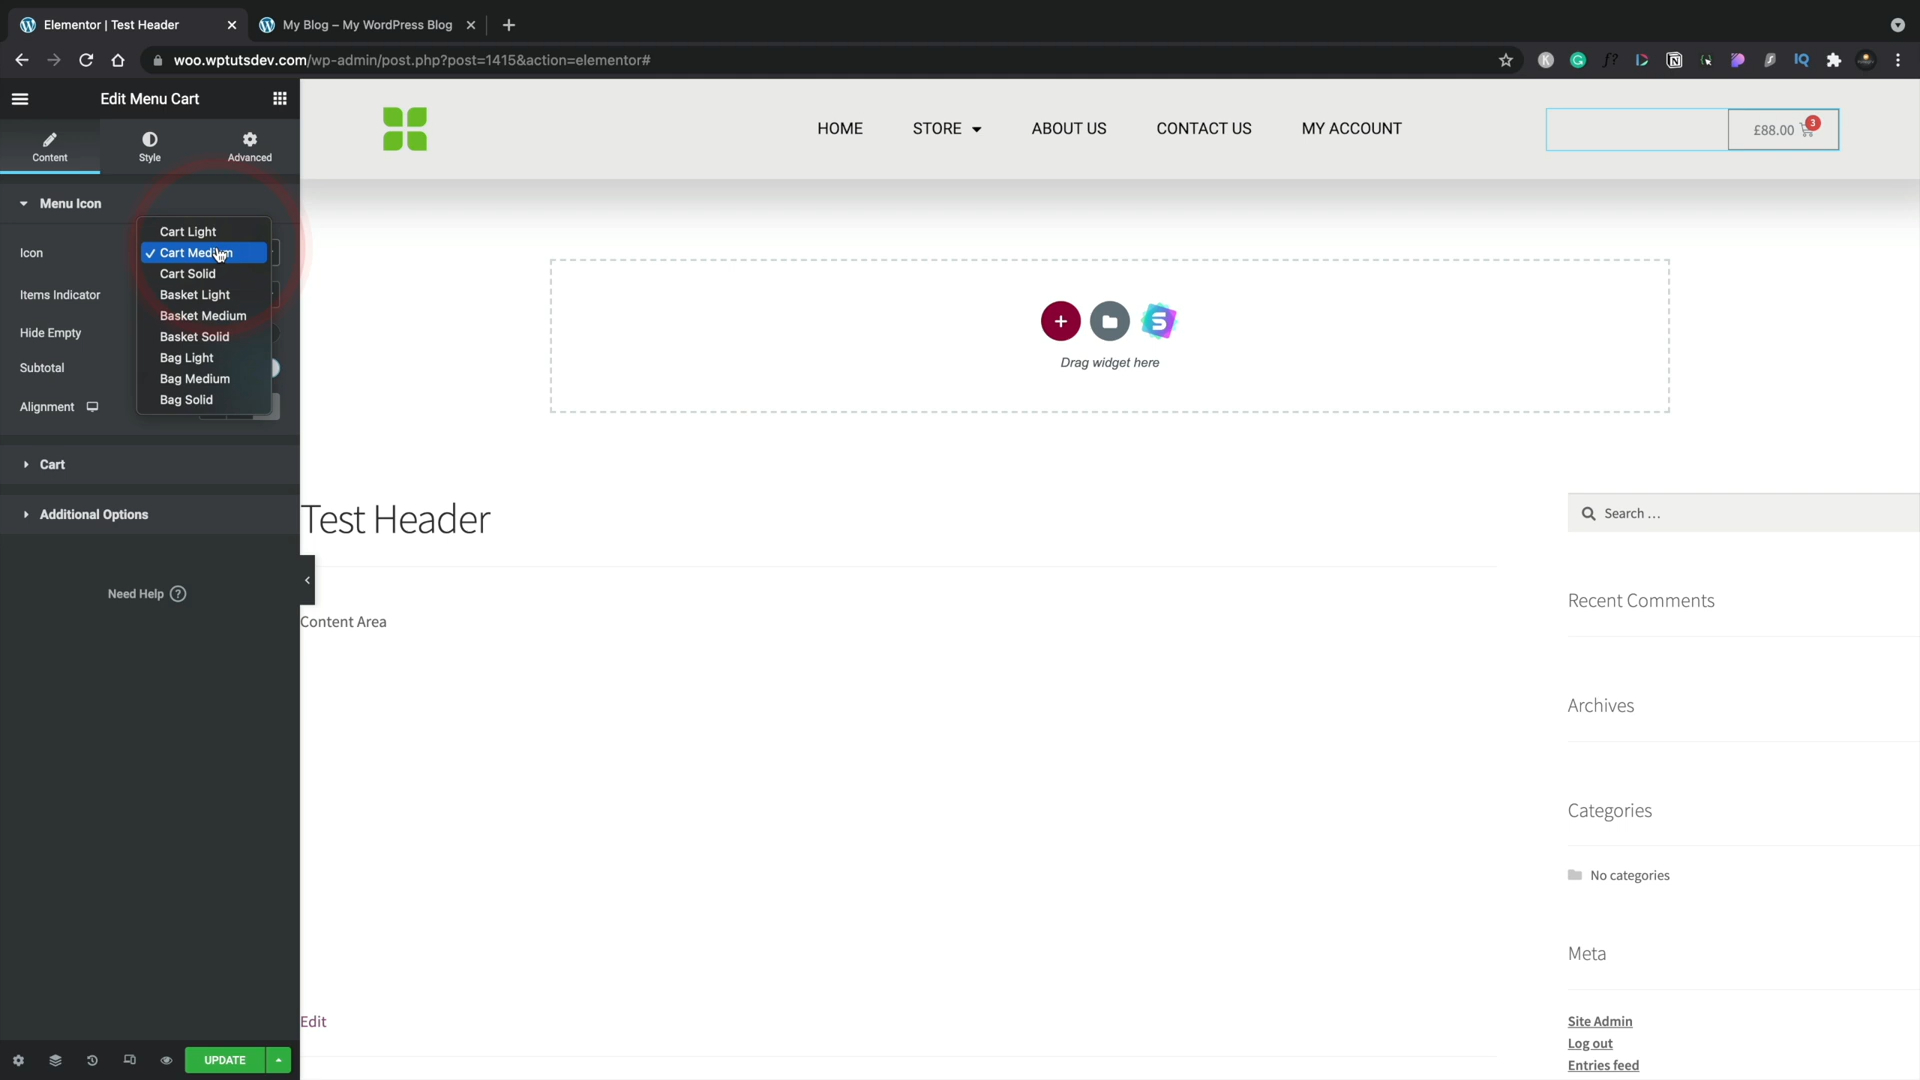 Elementor | Test Header
My Blog – My WordPress Blog
woo.wptutsdev.com/wp-admin/post.php?post=1415&action=elementor#
Edit Menu Cart
Content
Style
Advanced
Menu Icon
Icon
Cart Light
Cart Medium
Cart Solid
Basket Light
Basket Medium
Basket Solid
Bag Light
Bag Medium
Bag Solid
Items Indicator
Hide Empty
Subtotal
Alignment
Cart
Additional Options
Need Help
UPDATE
HOME
STORE
ABOUT US
CONTACT US
MY ACCOUNT
£88.00
3
Drag widget here
Test Header
Content Area
Edit
Search …
Recent Comments
Archives
Categories
No categories
Meta
Site Admin
Log out
Entries feed